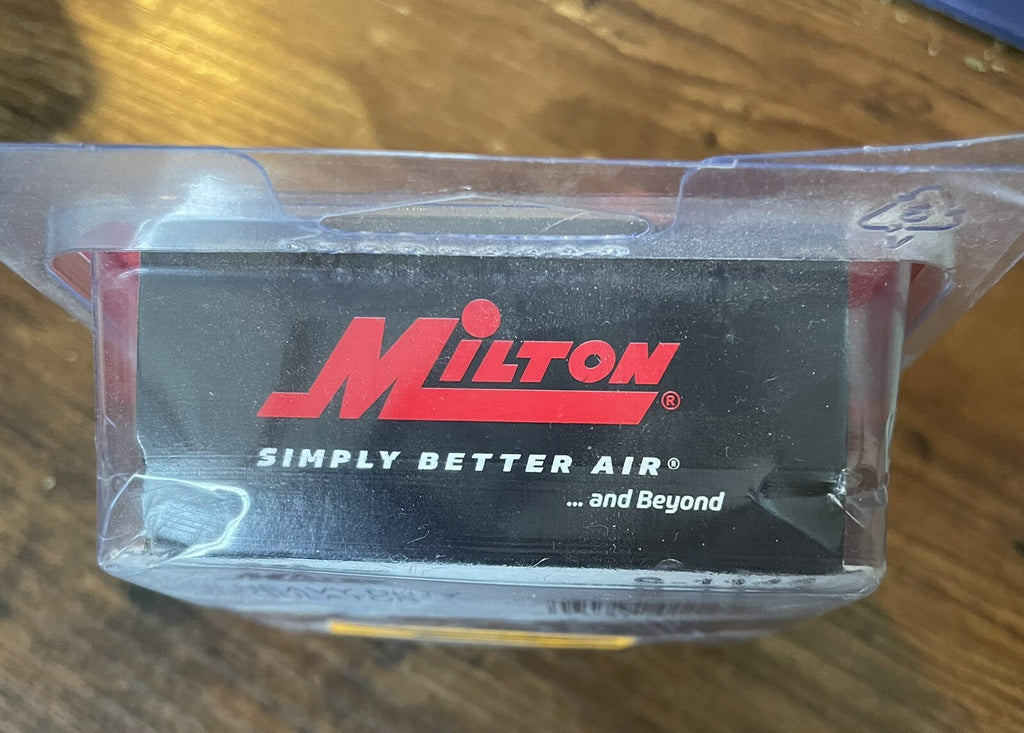 MILTON®
SIMPLY BETTER AIR®
... and Beyond